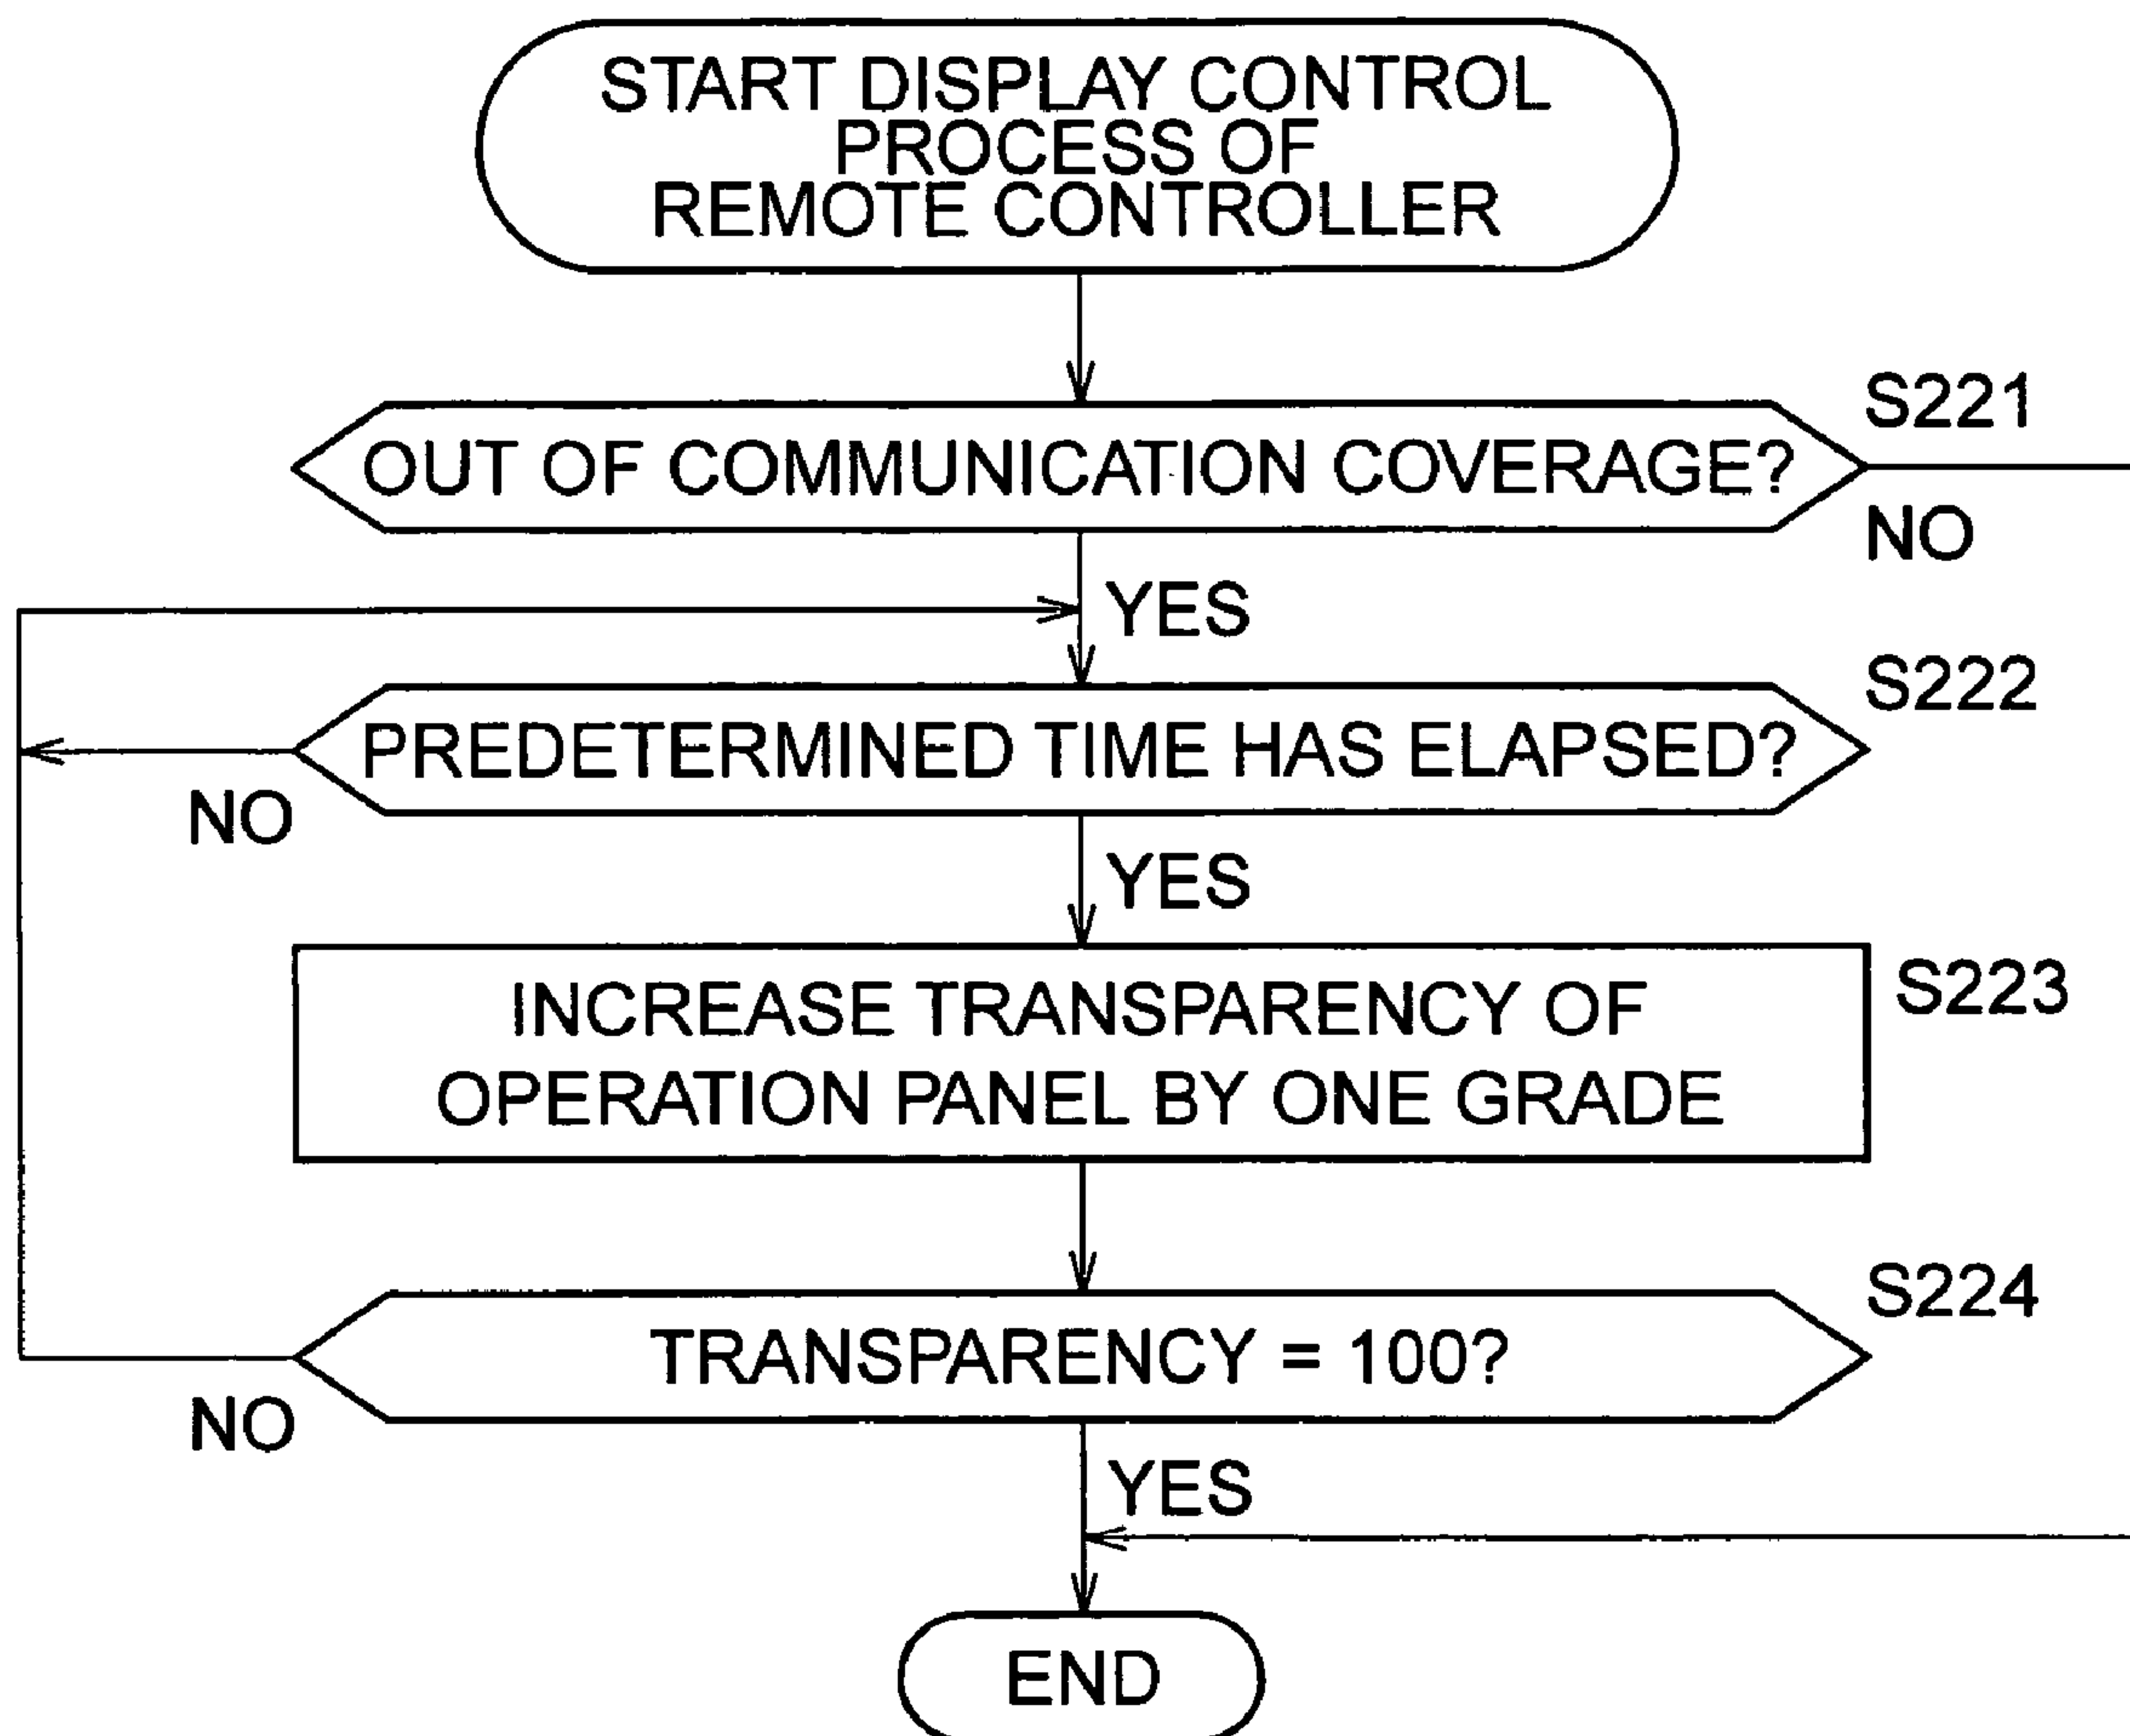 START DISPLAY CONTROL
PROCESS OF
REMOTE CONTROLLER
S221
OUT OF COMMUNICATION COVERAGE?
NO
YES
S222
PREDETERMINED TIME HAS ELAPSED?
NO
YES
S223
INCREASE TRANSPARENCY OF
OPERATION PANEL BY ONE GRADE
S224
TRANSPARENCY = 100?
NO
YES
END